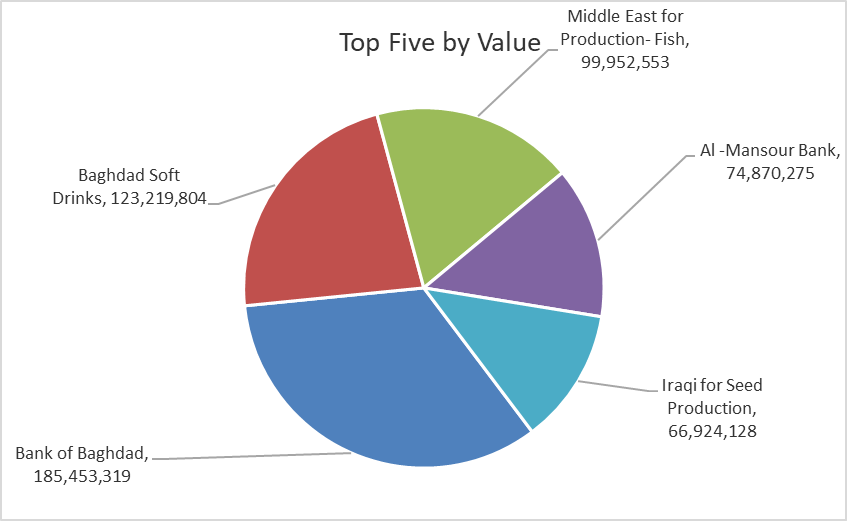 Top Five by Value
Middle East for
Production- Fish,
99,952,553
Al -Mansour Bank,
74,870,275
Iraqi for Seed
Production,
66,924,128
Bank of Baghdad,
185,453,319
Baghdad Soft
Drinks, 123,219,804